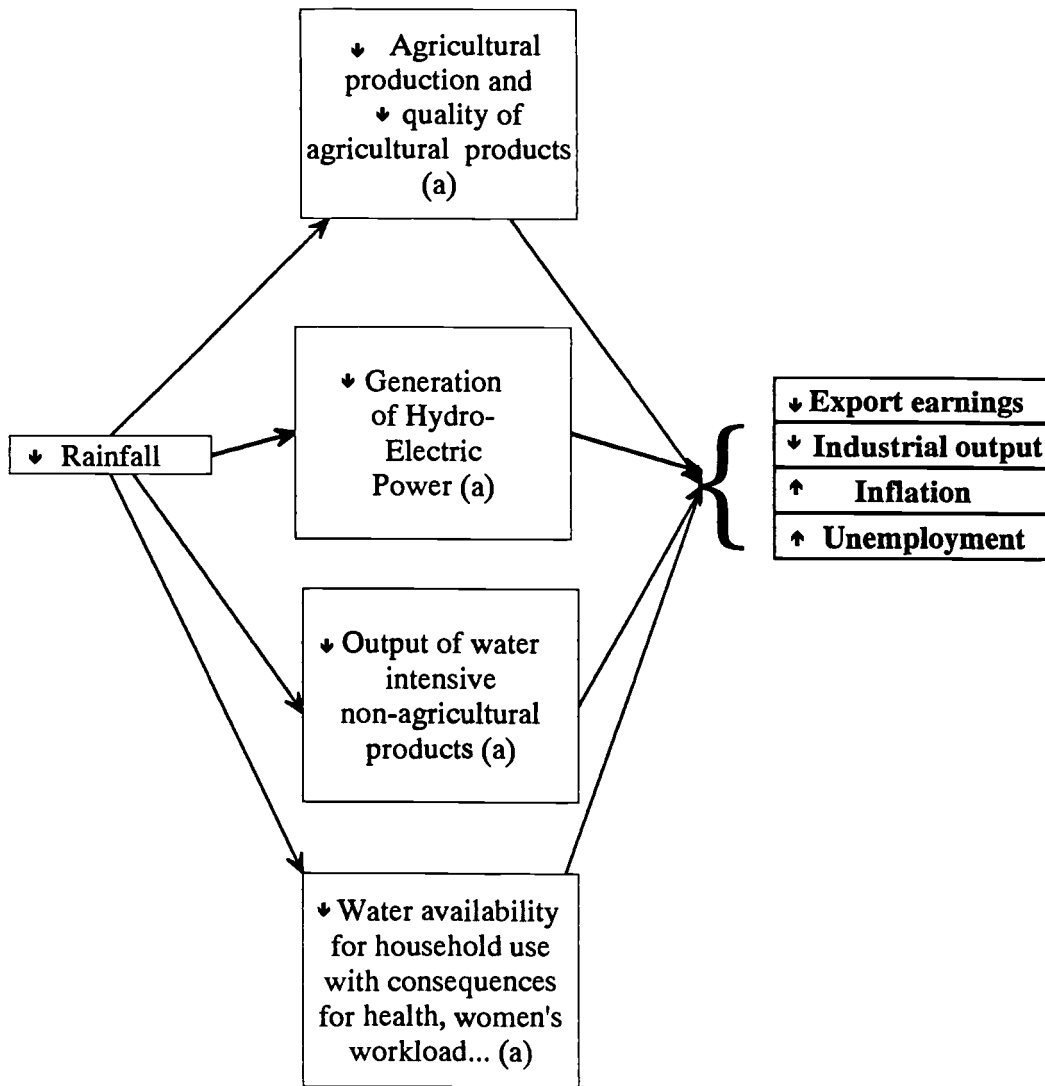 ↓ Agricultural
production and
↓ quality of
agricultural products
(a)
↓ Rainfall
↓ Generation
of Hydro-
Electric
Power (a)
↓ Output of water
intensive
non-agricultural
products (a)
↓ Water availability
for household use
with consequences
for health, women's
workload... (a)
↓ Export earnings
↓ Industrial output
↑ Inflation
↑ Unemployment